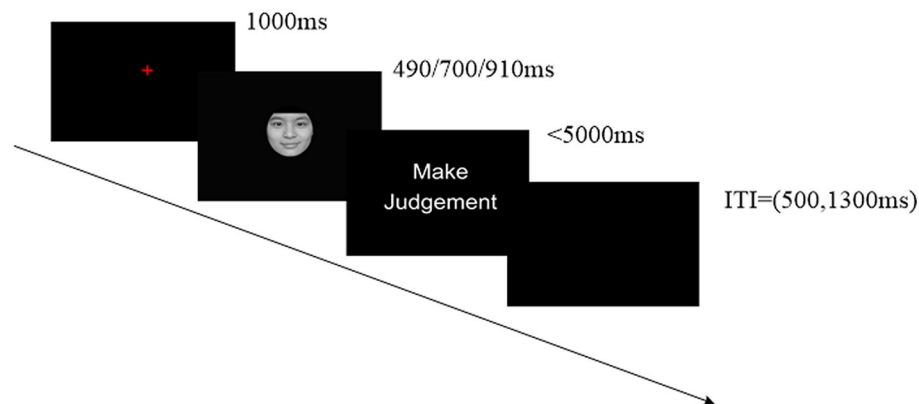 1000ms
490/700/910ms
<5000ms
Make
Judgement
ITI=(500,1300ms)